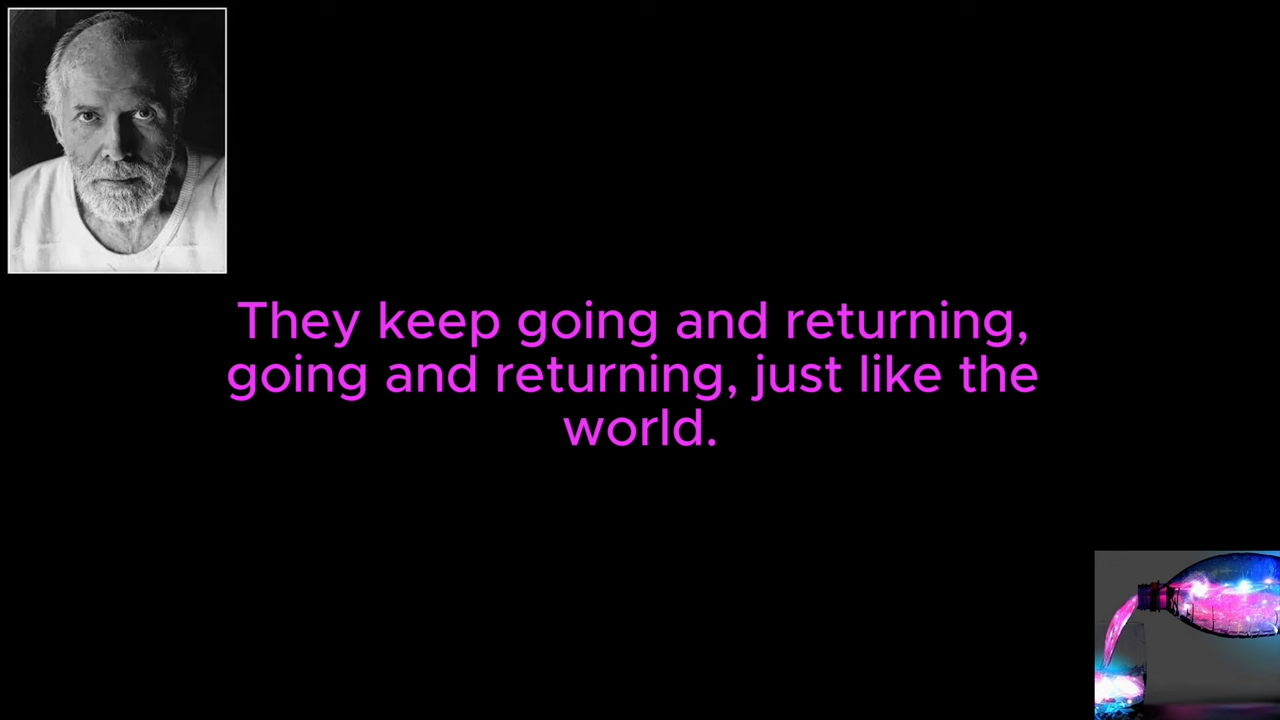 They keep going and returning,
going and returning, just like the
world.